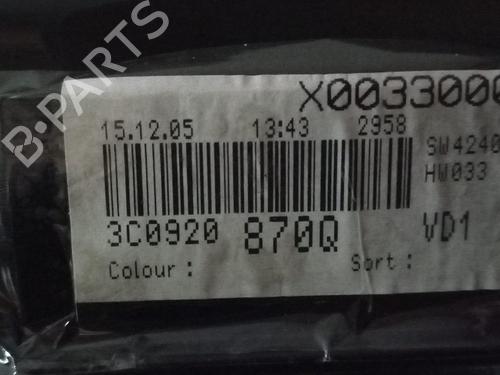 B-PARTS
X0033000
15.12.05 13:43 2958
SW4240
HW033
3C0920 870Q VD1
Colour : Sort :